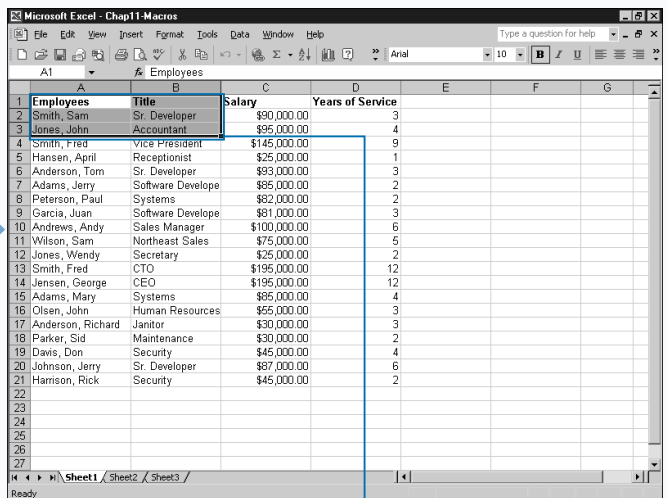 Microsoft Excel - Chap11-Macros
File Edit View Insert Format Tools Data Window Help Type a question for help
Arial 10 B I U
A1 fx Employees
A B C D E F G
1 Employees Title Salary Years of Service
2 Smith, Sam Sr. Developer $90,000.00 3
3 Jones, John Accountant $95,000.00 4
4 Smith, Fred Vice President $145,000.00 9
5 Hansen, April Receptionist $25,000.00 1
6 Anderson, Tom Sr. Developer $93,000.00 3
7 Adams, Jerry Software Develope $85,000.00 2
8 Peterson, Paul Systems $82,000.00 2
9 Garcia, Juan Software Develope $81,000.00 3
10 Andrews, Andy Sales Manager $100,000.00 6
11 Wilson, Sam Northeast Sales $75,000.00 5
12 Jones, Wendy Secretary $25,000.00 2
13 Smith, Fred CTO $195,000.00 12
14 Jensen, George CEO $195,000.00 12
15 Adams, Mary Systems $85,000.00 4
16 Olsen, John Human Resources $55,000.00 3
17 Anderson, Richard Janitor $30,000.00 3
18 Parker, Sid Maintenance $30,000.00 2
19 Davis, Don Security $45,000.00 4
20 Johnson, Jerry Sr. Developer $87,000.00 6
21 Harrison, Rick Security $45,000.00 2
22
23
24
25
26
27
Sheet1 Sheet2 Sheet3
Ready